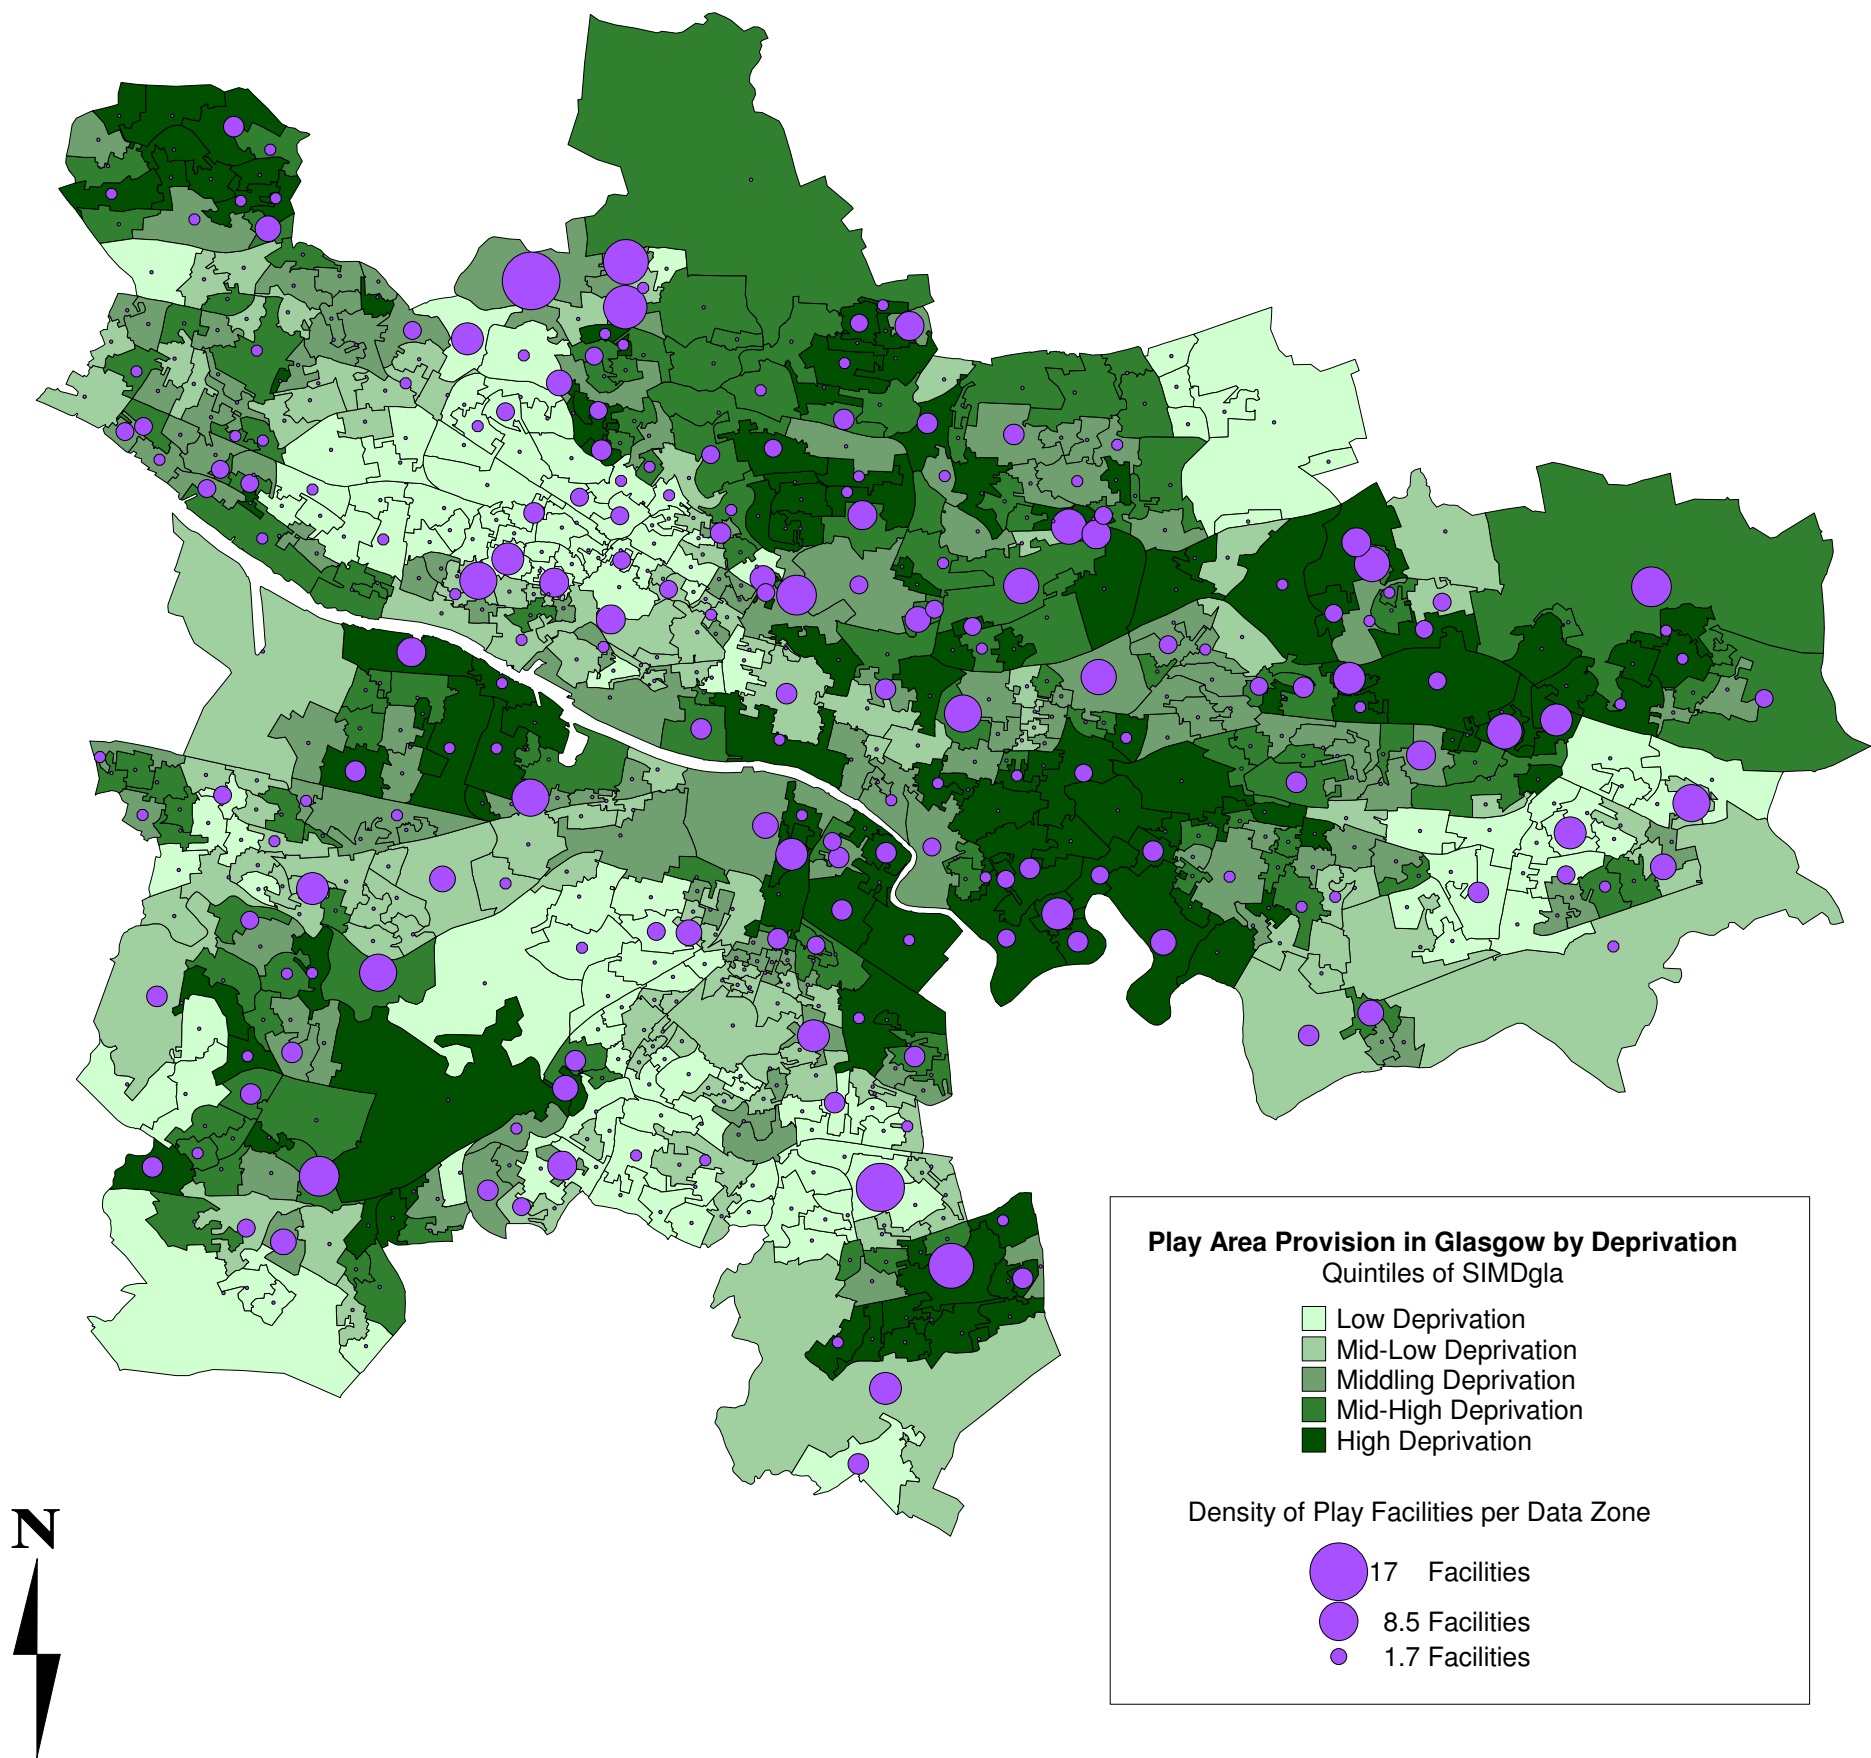 Play Area Provision in Glasgow by Deprivation
Quintiles of SIMDgla
Low Deprivation
Mid-Low Deprivation
Middling Deprivation
Mid-High Deprivation
High Deprivation
N
Density of Play Facilities per Data Zone
17 Facilities
8.5 Facilities
1.7 Facilities